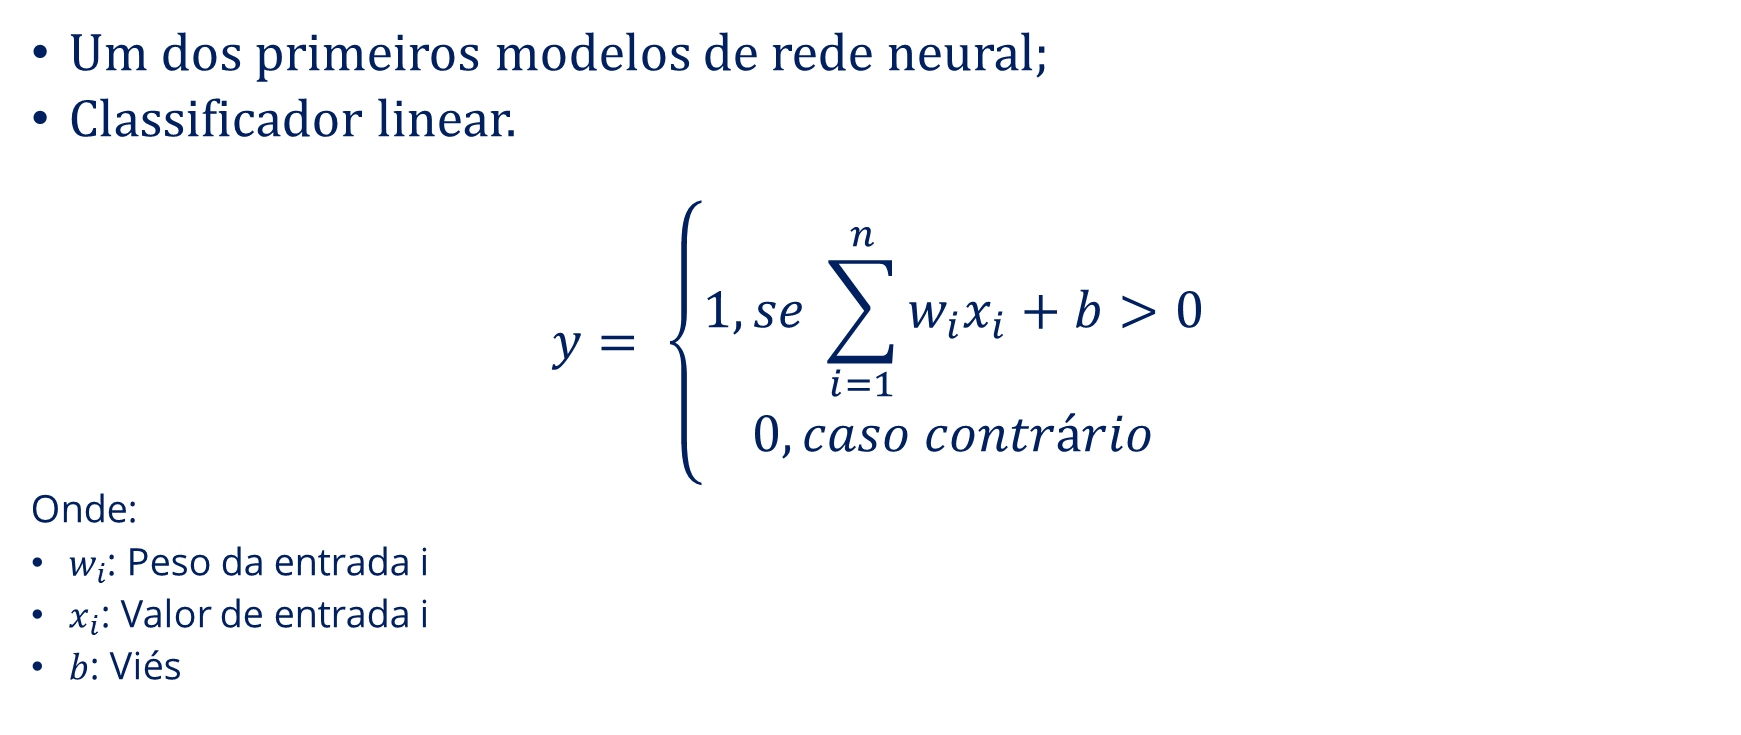 • Um dos primeiros modelos de rede neural;
• Classificador linear.
n
y = { 1, se ∑ wᵢxᵢ + b > 0
i=1
0, caso contrário
Onde:
• wᵢ: Peso da entrada i
• xᵢ: Valor de entrada i
• b: Viés